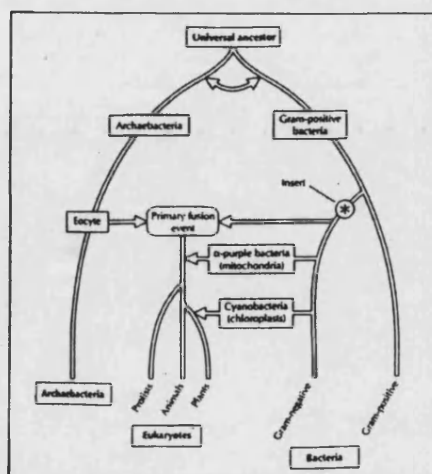 Universal ancestor
Archaebacteria
Gram-positive
bacteria
Insert
*
Eocyte
Primary fusion
event
α-purple bacteria
(mitochondria)
Cyanobacteria
(chloroplasts)
Archaebacteria
Protists
Animals
Plants
Gram-negative
Gram-positive
Eukaryotes
Bacteria